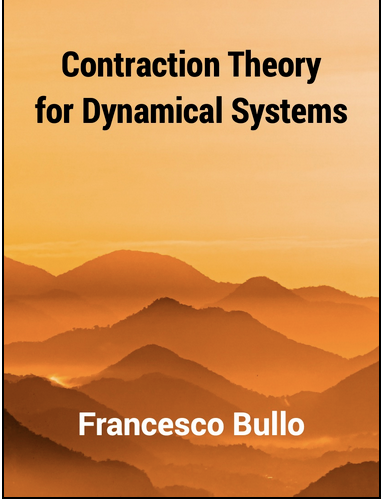 Contraction Theory
for Dynamical Systems
Francesco Bullo